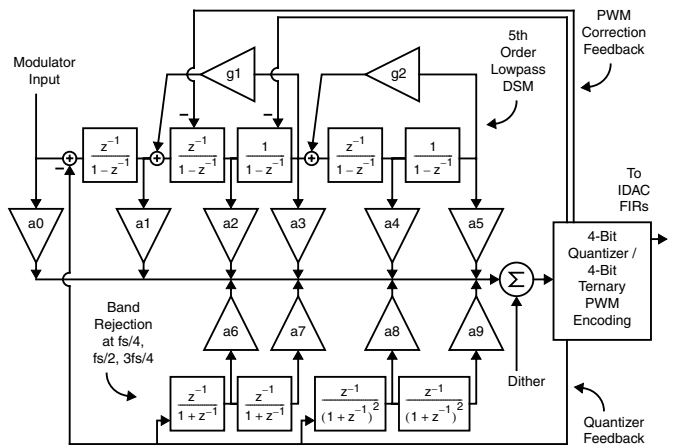 PWM
Correction
Feedback
Modulator
Input
5th
Order
Lowpass
DSM
g1
g2
–
–
z⁻¹
1 – z⁻¹
z⁻¹
1 – z⁻¹
1
1 – z⁻¹
z⁻¹
1 – z⁻¹
1
1 – z⁻¹
+
+
+
–
To
IDAC
FIRs
a0
a1
a2
a3
a4
a5
4-Bit
Quantizer /
4-Bit
Ternary
PWM
Encoding
Σ
Band
Rejection
at fs/4,
fs/2, 3fs/4
a6
a7
a8
a9
Dither
z⁻¹
1 + z⁻¹
z⁻¹
1 + z⁻¹
z⁻¹
(1 + z⁻¹)²
z⁻¹
(1 + z⁻¹)²
Quantizer
Feedback